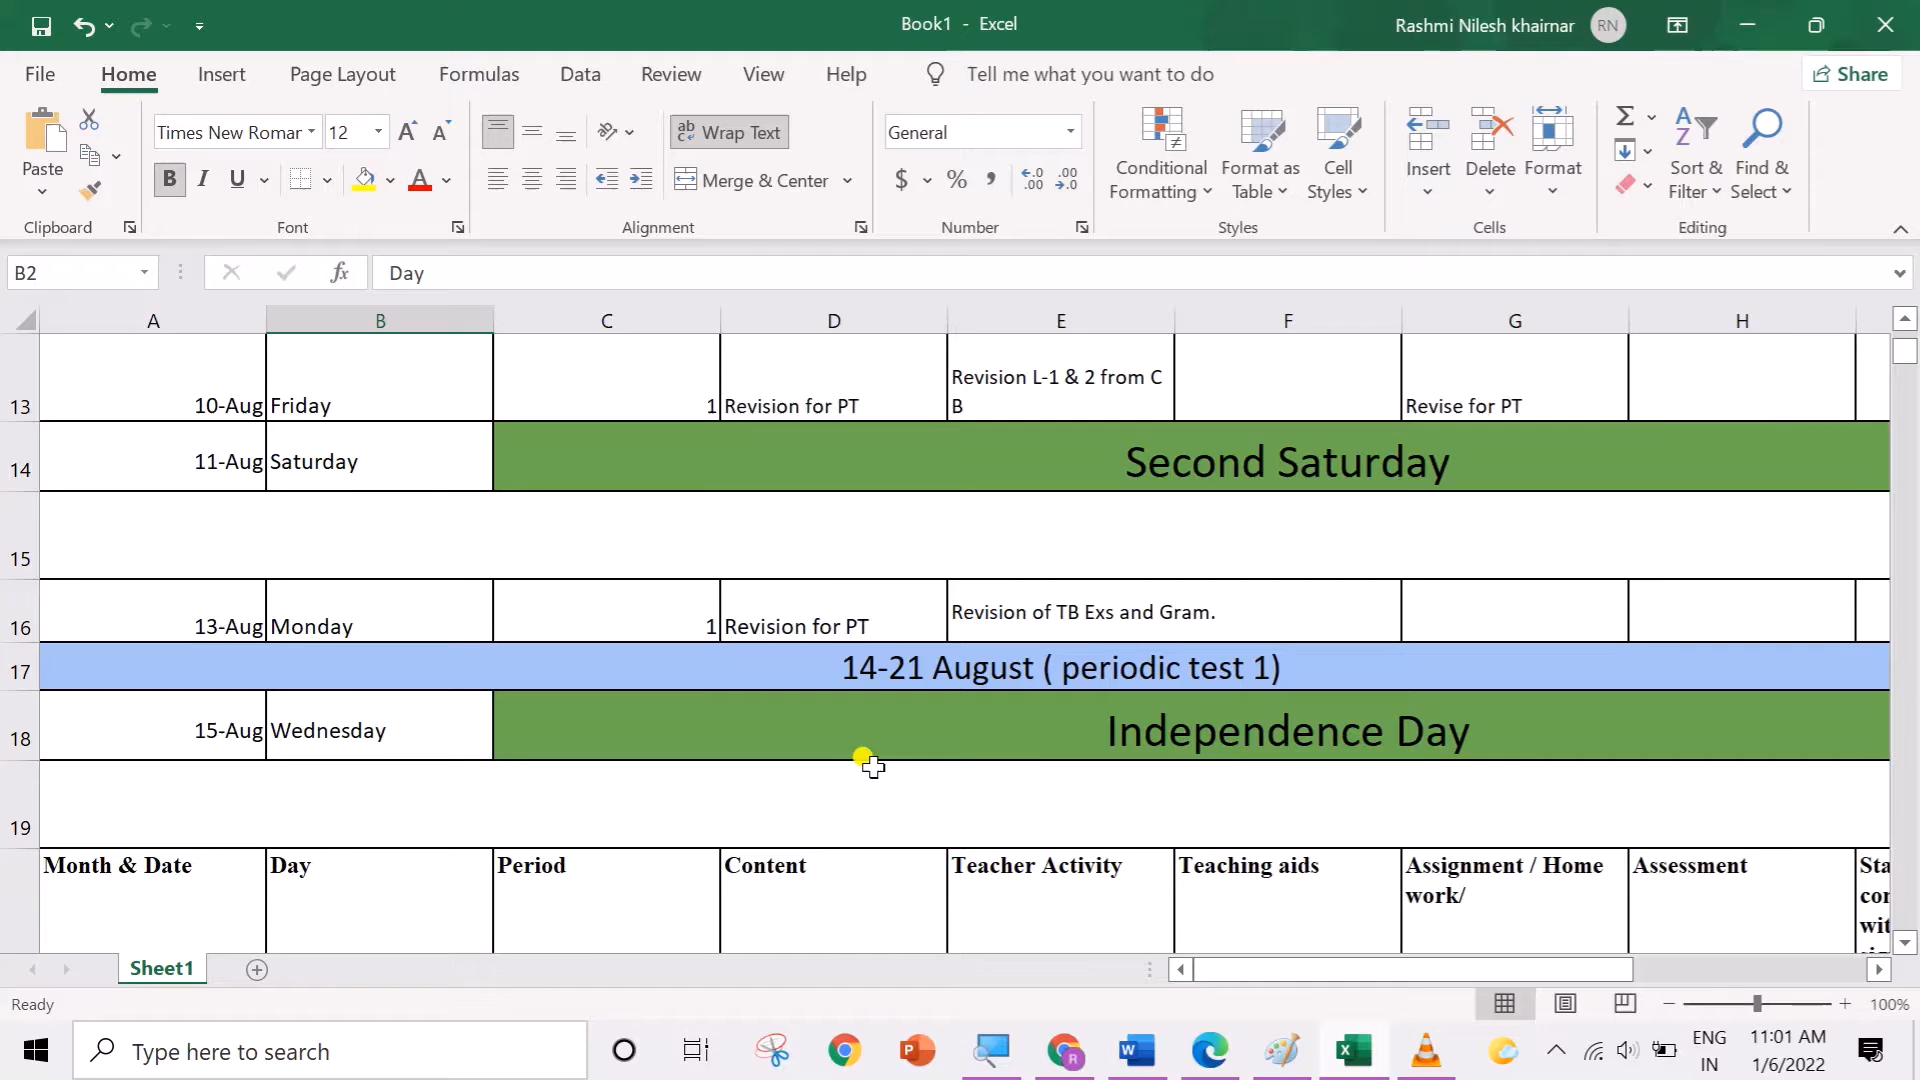 Book1 - Excel
Rashmi Nilesh khairnar
RN
File
Home
Insert
Page Layout
Formulas
Data
Review
View
Help
Tell me what you want to do
Share
Paste
Clipboard
Times New Romar
12
B I U
Font
Wrap Text
Merge & Center
Alignment
General
$ % ,
Number
Conditional
Formatting
Format as
Table
Cell
Styles
Styles
Insert
Delete
Format
Cells
Sort &
Filter
Find &
Select
Editing
B2
fx
Day
A B C D E F G H
13 10-Aug Friday 1 Revision for PT Revision L-1 & 2 from C
B
Revise for PT
14 11-Aug Saturday Second Saturday
15
16 13-Aug Monday 1 Revision for PT Revision of TB Exs and Gram.
17 14-21 August ( periodic test 1)
18 15-Aug Wednesday Independence Day
19
Month & Date Day Period Content Teacher Activity Teaching aids Assignment / Home
work/
Assessment
Sta
cor
wit
Sheet1
Ready
100%
Type here to search
ENG
IN
11:01 AM
1/6/2022